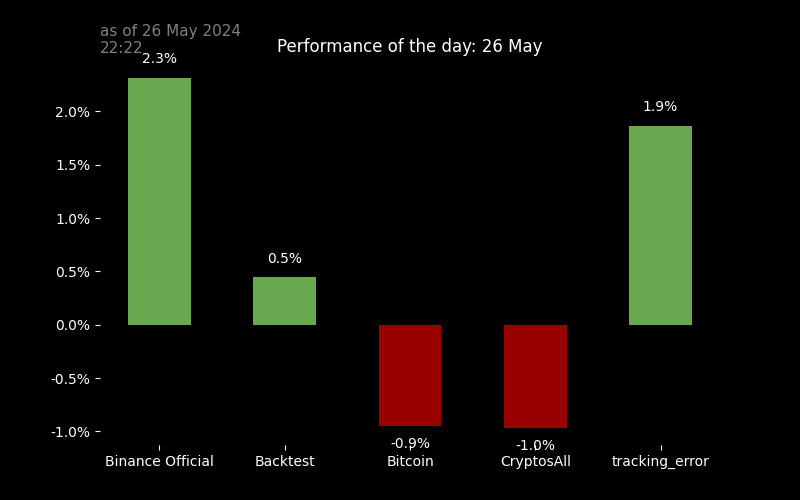 as of 26 May 2024
22:22
Performance of the day: 26 May
2.3%
1.9%
2.0%
1.5%
1.0%
0.5%
0.5%
0.0%
-0.5%
-1.0%
-0.9%
-1.0%
Binance Official
Backtest
Bitcoin
CryptosAll
tracking_error